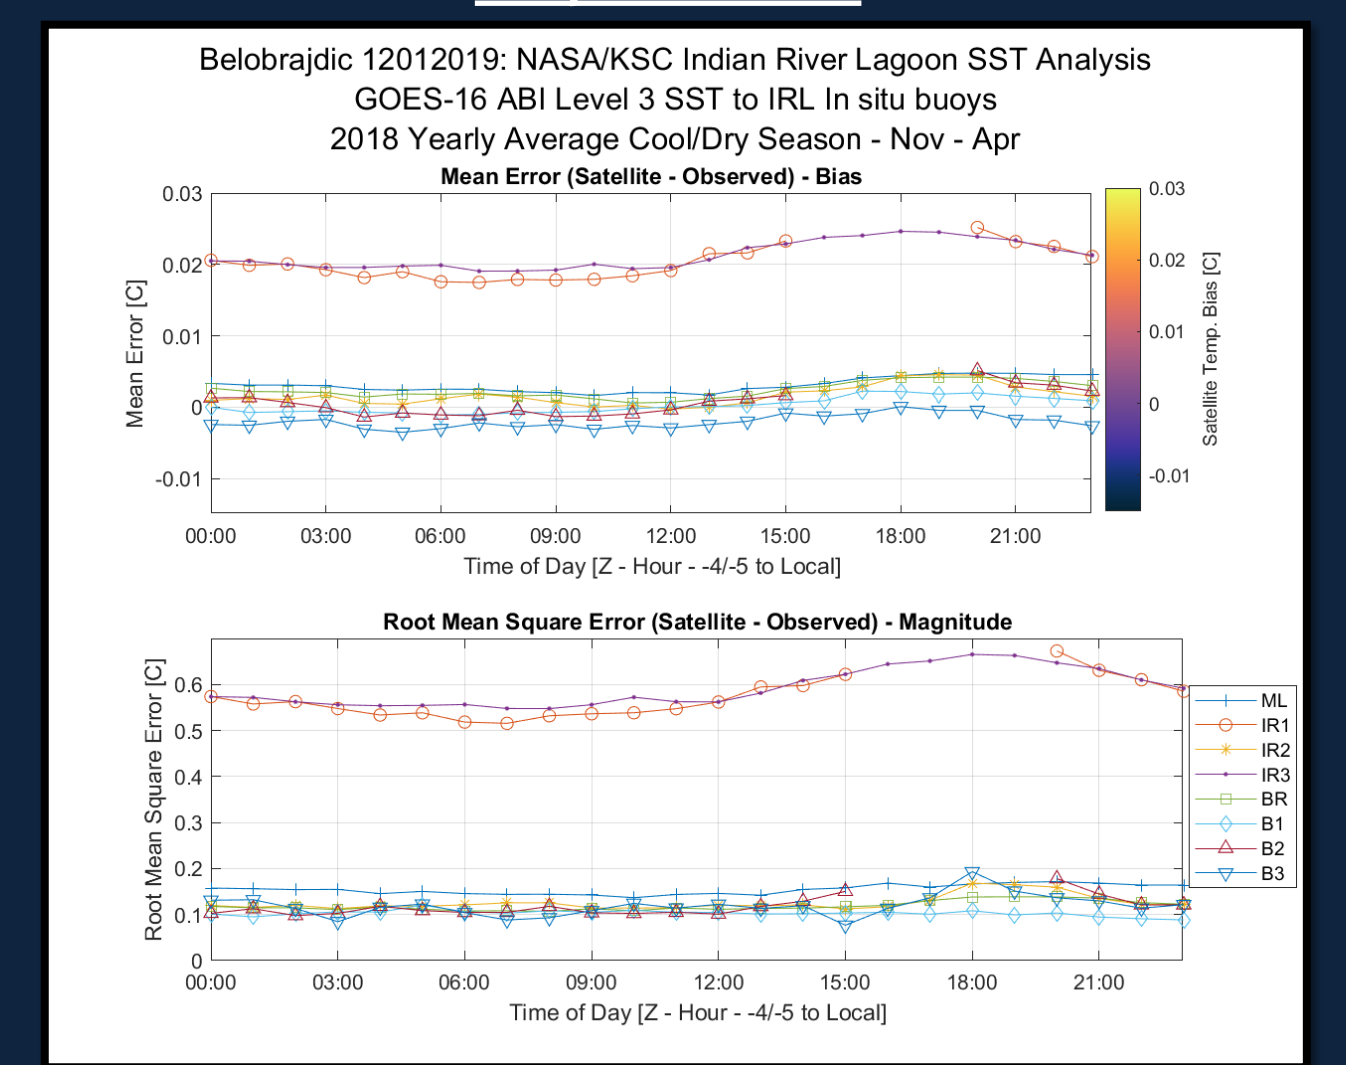 Belobrajdic 12012019: NASA/KSC Indian River Lagoon SST Analysis
GOES-16 ABI Level 3 SST to IRL In situ buoys
2018 Yearly Average Cool/Dry Season - Nov - Apr
Mean Error (Satellite - Observed) - Bias
0.03
0.02
0.01
0
-0.01
Mean Error [C]
00:00 03:00 06:00 09:00 12:00 15:00 18:00 21:00
Time of Day [Z - Hour - -4/-5 to Local]
0.03
0.02
0.01
0
-0.01
Satellite Temp. Bias [C]
Root Mean Square Error (Satellite - Observed) - Magnitude
0.6
0.5
0.4
0.3
0.2
0.1
0
Root Mean Square Error [C]
00:00 03:00 06:00 09:00 12:00 15:00 18:00 21:00
Time of Day [Z - Hour - -4/-5 to Local]
ML
IR1
IR2
IR3
BR
B1
B2
B3